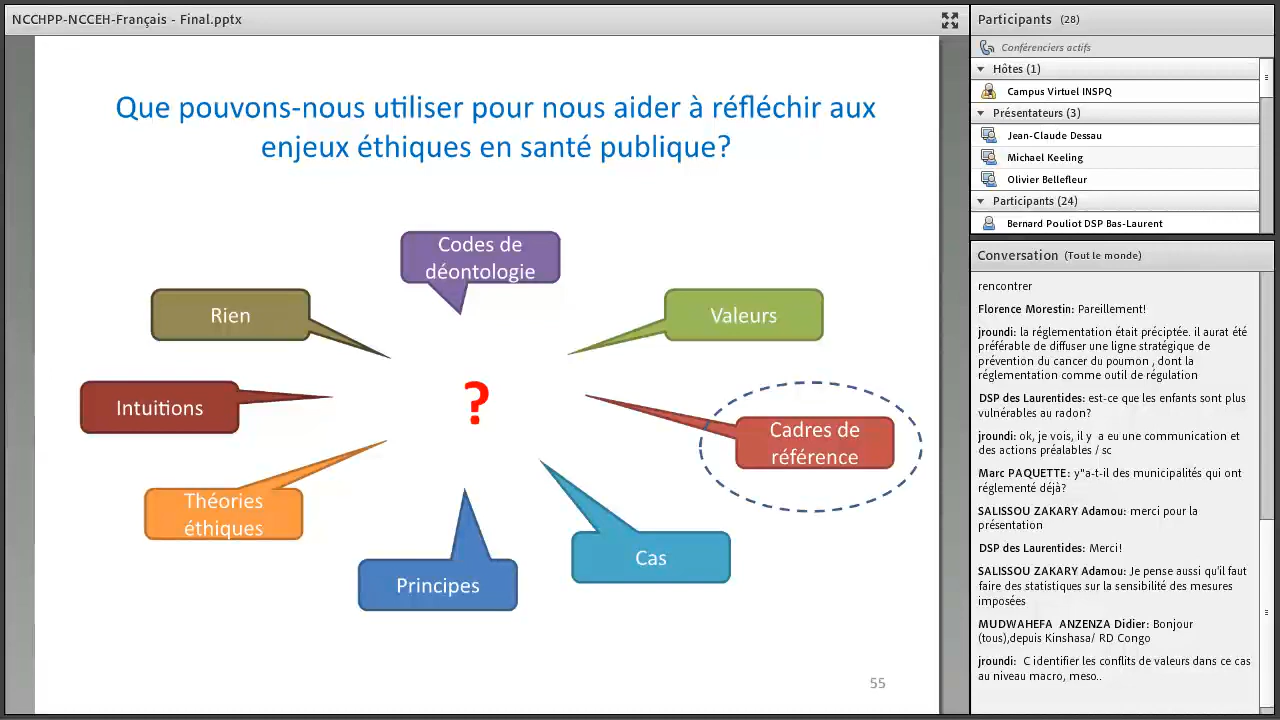 NCCHPP-NCCEH-Français - Final.pptx
Que pouvons-nous utiliser pour nous aider à réfléchir aux
enjeux éthiques en santé publique?
Codes de
déontologie
Rien
Valeurs
Intuitions
?
Cadres de
référence
Théories
éthiques
Cas
Principes
55
Participants (28)
Conférenciers actifs
Hôtes (1)
Campus Virtuel INSPQ
Présentateurs (3)
Jean-Claude Dessau
Michael Keeling
Olivier Bellefleur
Participants (24)
Bernard Pouliot DSP Bas-Laurent
Conversation (Tout le monde)
rencontrer
Florence Morestin: Pareillement!
jroundi: la réglementation était préciptée. il aurat été
préférable de diffuser une ligne stratégique de
prévention du cancer du poumon , dont la
réglementation comme outil de régulation
DSP des Laurentides: est-ce que les enfants sont plus
vulnérables au radon?
jroundi: ok, je vois, il y a eu une communication et
des actions préalables / sc
Marc PAQUETTE: y"a-t-il des municipalités qui ont
réglementé déjà?
SALISSOU ZAKARY Adamou: merci pour la
présentation
DSP des Laurentides: Merci!
SALISSOU ZAKARY Adamou: Je pense aussi qu'il faut
faire des statistiques sur la sensibilité des mesures
imposées
MUDWAHEFA ANZENZA Didier: Bonjour
(tous),depuis Kinshasa/ RD Congo
jroundi: C identifier les conflits de valeurs dans ce cas
au niveau macro, meso..